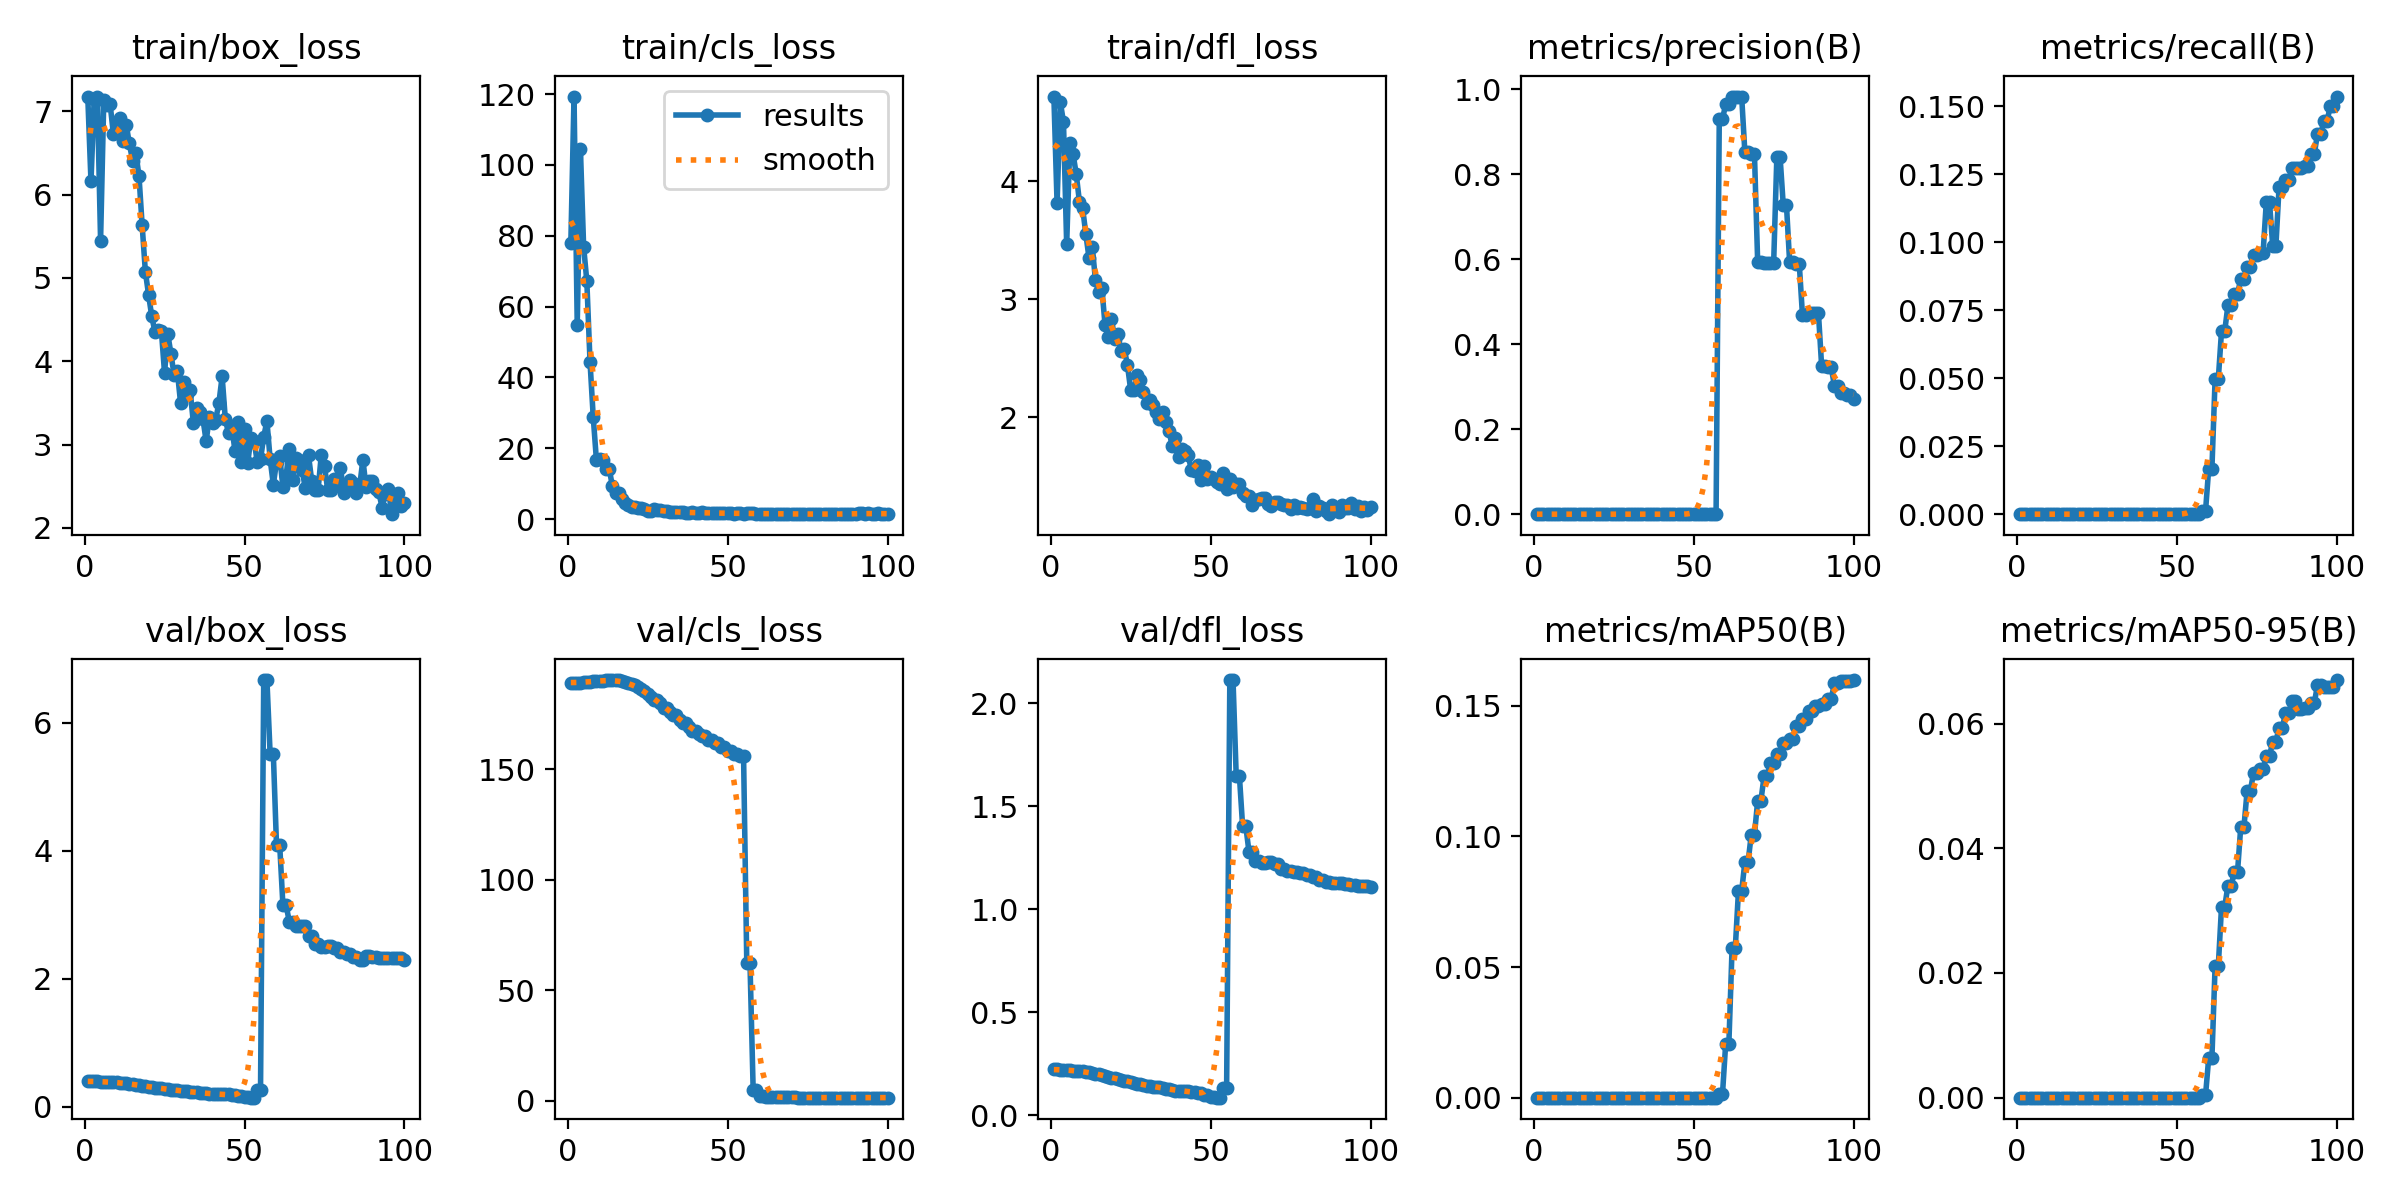 train/box_loss
7
6
5
4
3
2
0 50 100
train/cls_loss
120
100
80
60
40
20
0
0 50 100
results
smooth
train/dfl_loss
4
3
2
0 50 100
metrics/precision(B)
1.0
0.8
0.6
0.4
0.2
0.0
0 50 100
metrics/recall(B)
0.150
0.125
0.100
0.075
0.050
0.025
0.000
0 50 100
val/box_loss
6
4
2
0
0 50 100
val/cls_loss
150
100
50
0
0 50 100
val/dfl_loss
2.0
1.5
1.0
0.5
0.0
0 50 100
metrics/mAP50(B)
0.15
0.10
0.05
0.00
0 50 100
metrics/mAP50-95(B)
0.06
0.04
0.02
0.00
0 50 100